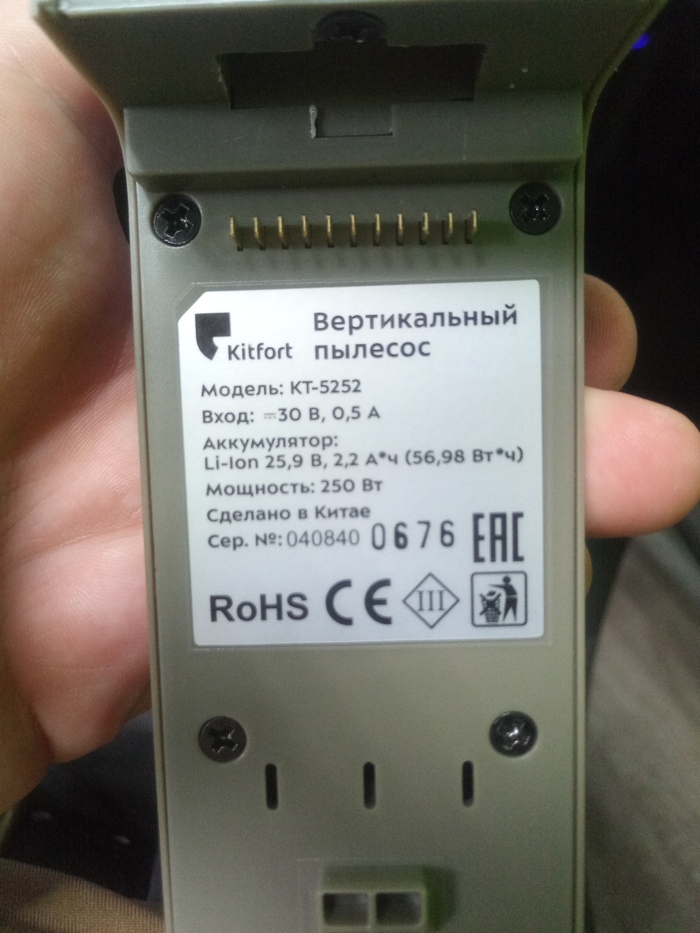 Kitfort
Вертикальный
пылесос
Модель: КТ-5252
Вход: ⎓30 В, 0,5 А
Аккумулятор:
Li-Ion 25,9 В, 2,2 А*ч (56,98 Вт*ч)
Мощность: 250 Вт
Сделано в Китае
Сер. №: 040840 0676 EAC
RoHS CE III